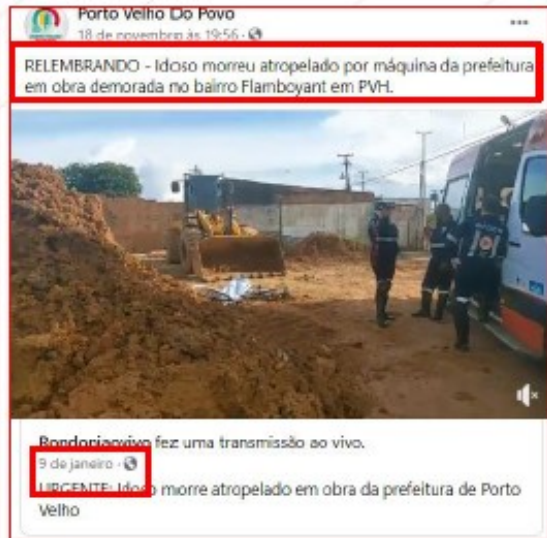 Porto Velho Do Povo
18 de novembro às 19:56 ·
RELEMBRANDO - Idoso morreu atropelado por máquina da prefeitura
em obra demorada no bairro Flamboyant em PVH.
Rondoniaovivo fez uma transmissão ao vivo.
9 de janeiro ·
URGENTE: Idoso morre atropelado em obra da prefeitura de Porto
Velho